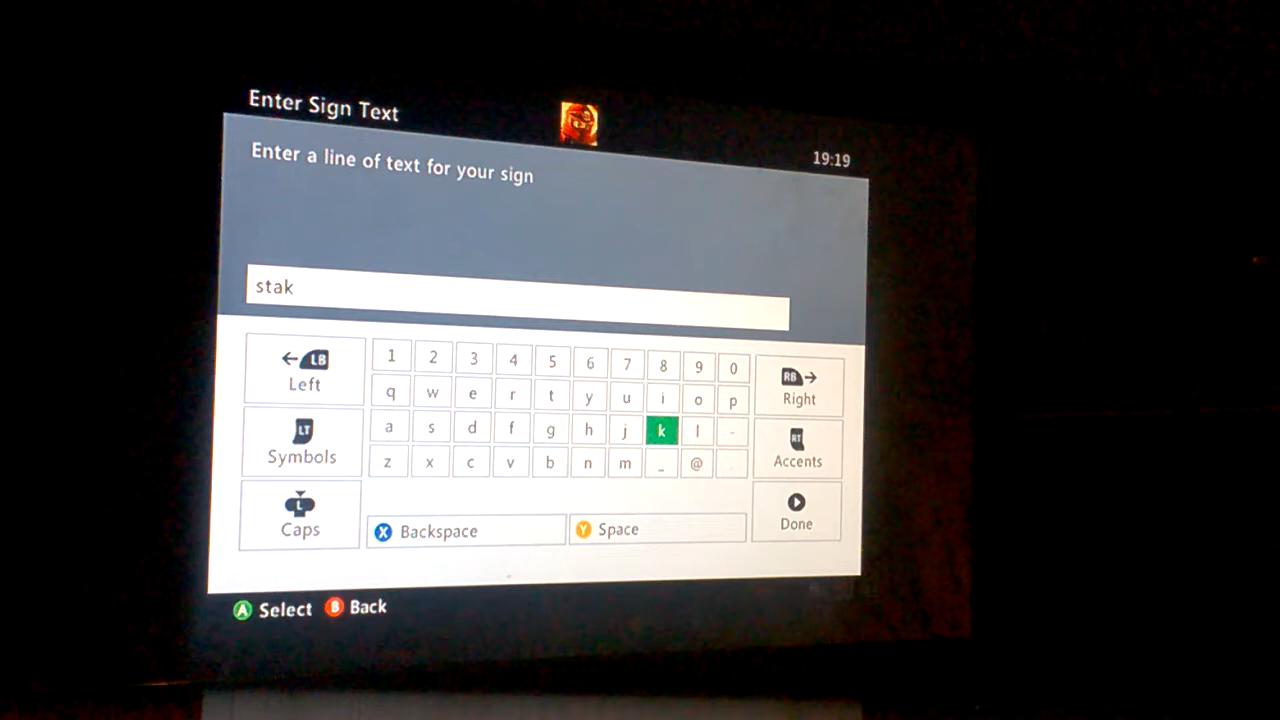 Enter Sign Text
19:19
Enter a line of text for your sign
stak
LB
Left
1 2 3 4 5 6 7 8 9 0
RB
Right
q w e r t y u i o p
LT
Symbols
a s d f g h j k l -
RT
Accents
z x c v b n m _ @ .
L
Caps
X Backspace
Y Space
Done
A Select B Back